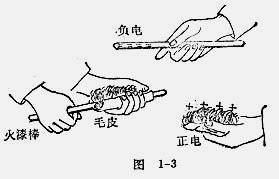 负电
毛皮
火漆棒
+ + + +
正电
图 1-3